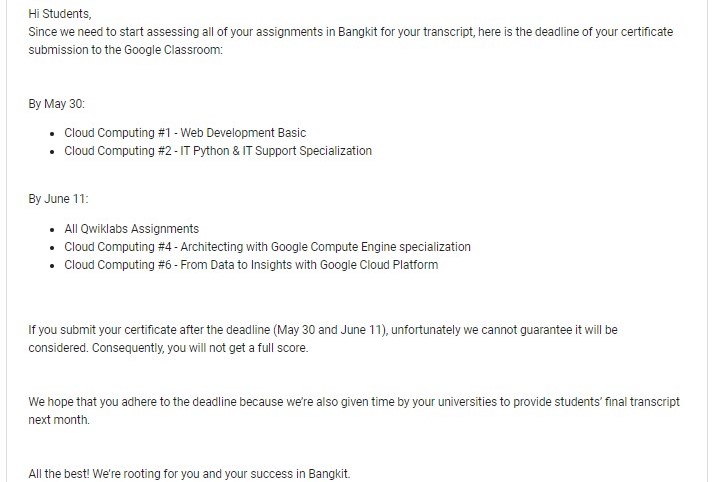 Hi Students,
Since we need to start assessing all of your assignments in Bangkit for your transcript, here is the deadline of your certificate
submission to the Google Classroom:
By May 30:
• Cloud Computing #1 - Web Development Basic
• Cloud Computing #2 - IT Python & IT Support Specialization
By June 11:
• All Qwiklabs Assignments
• Cloud Computing #4 - Architecting with Google Compute Engine specialization
• Cloud Computing #6 - From Data to Insights with Google Cloud Platform
If you submit your certificate after the deadline (May 30 and June 11), unfortunately we cannot guarantee it will be
considered. Consequently, you will not get a full score.
We hope that you adhere to the deadline because we're also given time by your universities to provide students' final transcript
next month.
All the best! We're rooting for you and your success in Bangkit.